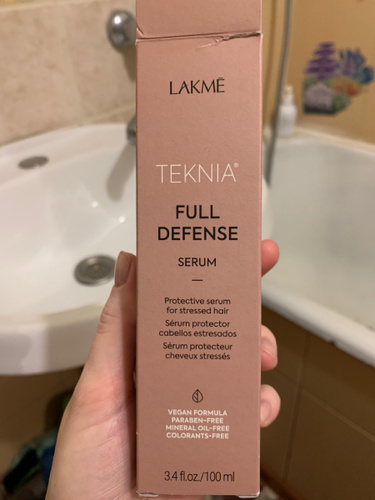 LAKMĒ
TEKNIA®
FULL
DEFENSE
SERUM
Protective serum
for stressed hair
Sérum protector
cabellos estresados
Sérum protecteur
cheveux stressés
VEGAN FORMULA
PARABEN-FREE
MINERAL OIL-FREE
COLORANTS-FREE
3.4 fl.oz./100 ml